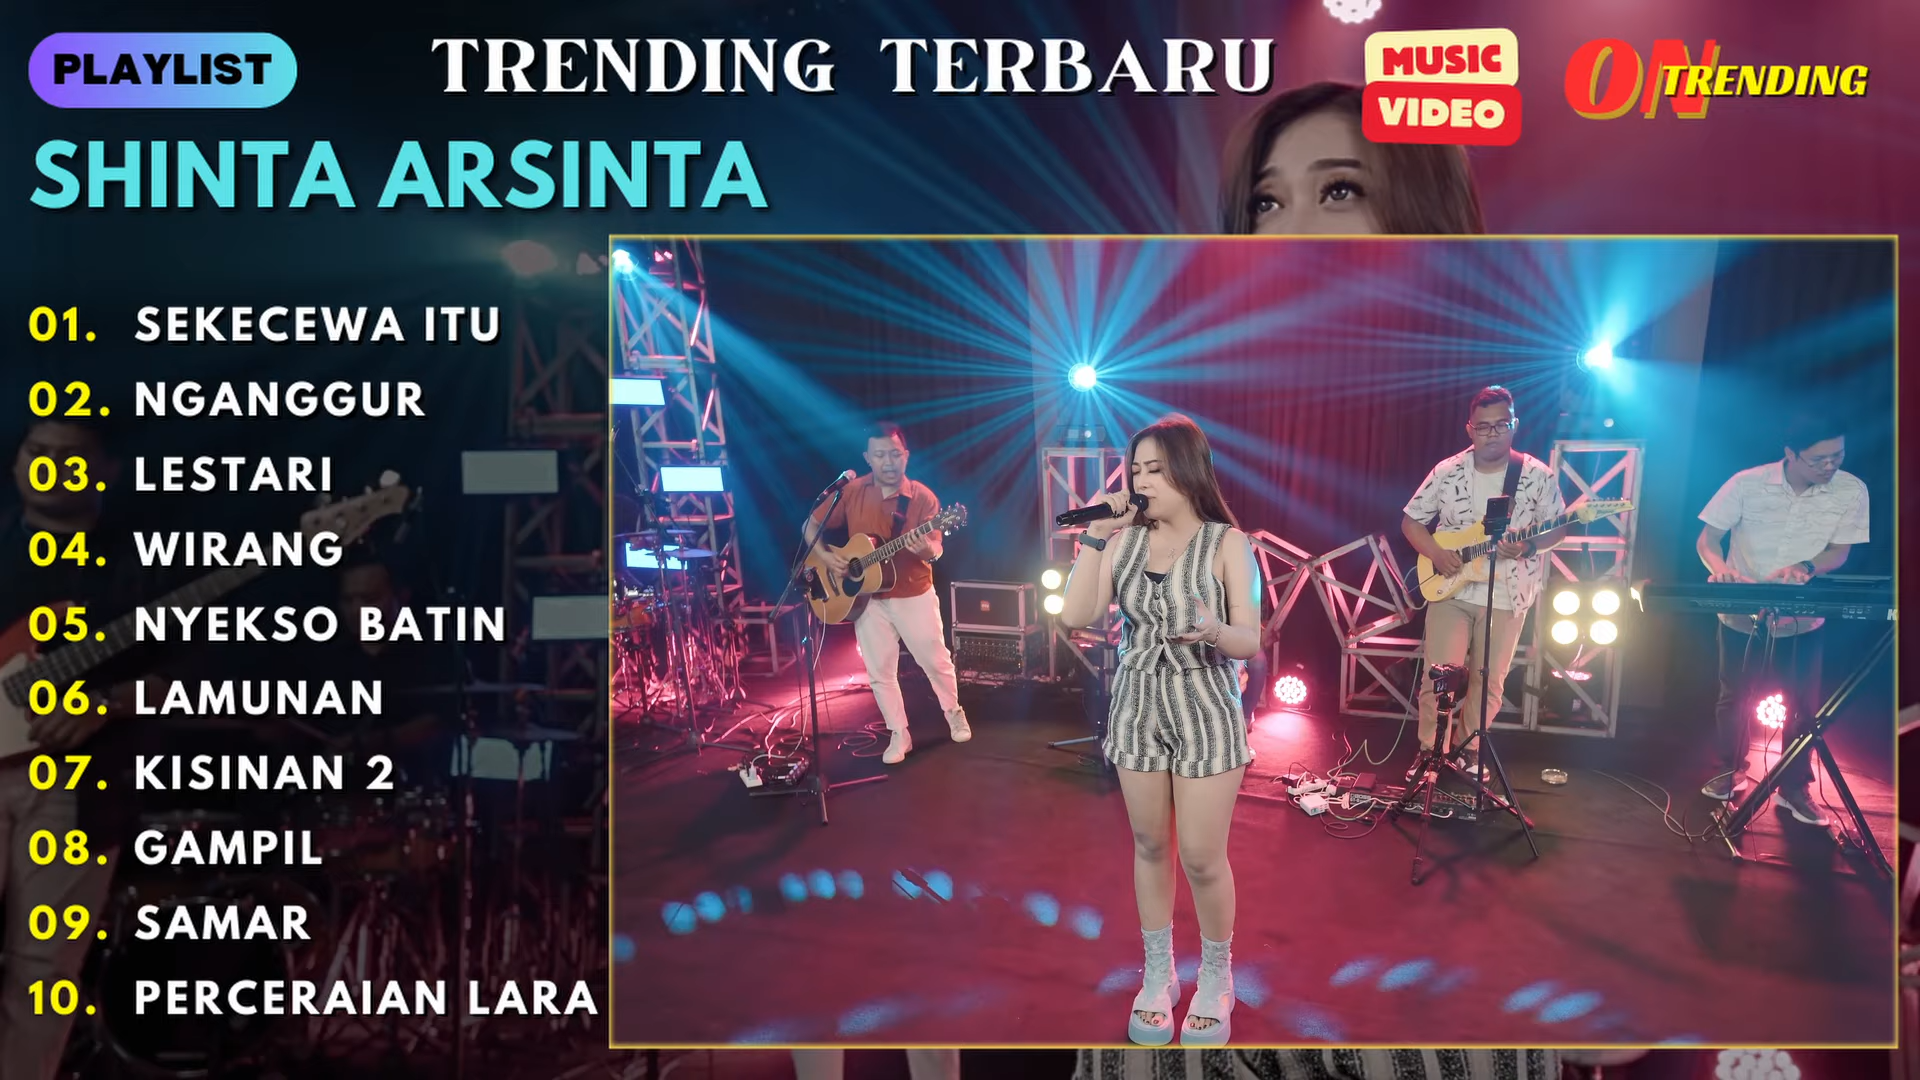 PLAYLIST
TRENDING TERBARU
MUSIC
VIDEO
ON
TRENDING
SHINTA ARSINTA
01. SEKECEWA ITU
02. NGANGGUR
03. LESTARI
04. WIRANG
05. NYEKSO BATIN
06. LAMUNAN
07. KISINAN 2
08. GAMPIL
09. SAMAR
10. PERCERAIAN LARA